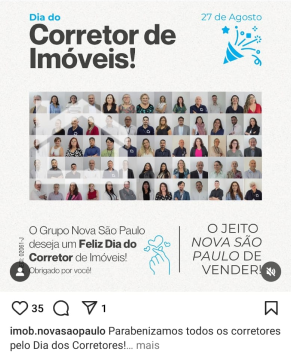 Dia do
27 de Agosto
Corretor de
Imóveis!
O Grupo Nova São Paulo
deseja um Feliz Dia do
Corretor de Imóveis!
Obrigado por você!
O JEITO
NOVA SÃO
PAULO DE
VENDER!
35
1
imob.novasaopaulo Parabenizamos todos os corretores
pelo Dia dos Corretores!... mais